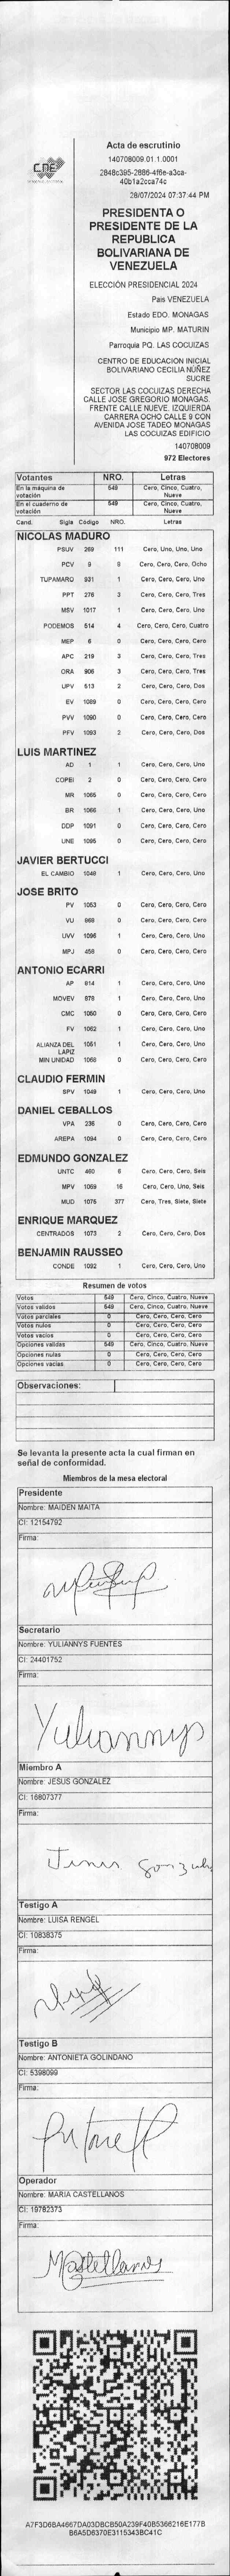 CNE
Acta de escrutinio
140708009.01.1.0001
2848c395-2886-4f6e-a3ca-
40b1a2cca74c
28/07/2024 07:37:44 PM
PRESIDENTA O
PRESIDENTE DE LA
REPUBLICA
BOLIVARIANA DE
VENEZUELA
ELECCIÓN PRESIDENCIAL 2024
Pais VENEZUELA
Estado EDO. MONAGAS
Municipio MP. MATURIN
Parroquia PQ. LAS COCUIZAS
CENTRO DE EDUCACION INICIAL
BOLIVARIANO CECILIA NÚÑEZ
SUCRE
SECTOR LAS COCUIZAS DERECHA
CALLE JOSE GREGORIO MONAGAS.
FRENTE CALLE NUEVE. IZQUIERDA
CARRERA OCHO CALLE 9 CON
AVENIDA JOSE TADEO MONAGAS
LAS COCUIZAS EDIFICIO
140708009
972 Electores
Votantes NRO. Letras
En la máquina de votación 549 Cero, Cinco, Cuatro, Nueve
En el cuaderno de votación 549 Cero, Cinco, Cuatro, Nueve
Cand. Sigla Código NRO. Letras
NICOLAS MADURO
PSUV 269 111 Cero, Uno, Uno, Uno
PCV 8 Cero, Cero, Cero, Ocho
TUPAMARO 931 1 Cero, Cero, Cero, Uno
PPT 276 3 Cero, Cero, Cero, Tres
MSV 1017 1 Cero, Cero, Cero, Uno
PODEMOS 514 4 Cero, Cero, Cero, Cuatro
MEP 6 0 Cero, Cero, Cero, Cero
APC 219 3 Cero, Cero, Cero, Tres
ORA 906 3 Cero, Cero, Cero, Tres
UPV 513 2 Cero, Cero, Cero, Dos
EV 1089 0 Cero, Cero, Cero, Cero
PVV 1090 0 Cero, Cero, Cero, Cero
PFV 1093 2 Cero, Cero, Cero, Dos
LUIS MARTINEZ
AD 1 1 Cero, Cero, Cero, Uno
COPEI 2 0 Cero, Cero, Cero, Cero
MR 1065 0 Cero, Cero, Cero, Cero
BR 1066 1 Cero, Cero, Cero, Uno
DDP 1091 0 Cero, Cero, Cero, Cero
UNE 1095 0 Cero, Cero, Cero, Cero
JAVIER BERTUCCI
EL CAMBIO 1048 1 Cero, Cero, Cero, Uno
JOSE BRITO
PV 1053 0 Cero, Cero, Cero, Cero
VU 869 0 Cero, Cero, Cero, Cero
UVV 1096 1 Cero, Cero, Cero, Uno
MPJ 458 0 Cero, Cero, Cero, Cero
ANTONIO ECARRI
AP 814 1 Cero, Cero, Cero, Uno
MOVEV 878 1 Cero, Cero, Cero, Uno
CMC 1050 0 Cero, Cero, Cero, Cero
FV 1062 1 Cero, Cero, Cero, Uno
ALIANZA DEL LAPIZ 1051 1 Cero, Cero, Cero, Uno
MIN UNIDAD 1068 0 Cero, Cero, Cero, Cero
CLAUDIO FERMIN
SPV 1049 1 Cero, Cero, Cero, Uno
DANIEL CEBALLOS
VPA 236 0 Cero, Cero, Cero, Cero
AREPA 1094 0 Cero, Cero, Cero, Cero
EDMUNDO GONZALEZ
UNTC 460 6 Cero, Cero, Cero, Seis
MPV 1069 16 Cero, Cero, Uno, Seis
MUD 1075 377 Cero, Tres, Siete, Siete
ENRIQUE MARQUEZ
CENTRADOS 1073 2 Cero, Cero, Cero, Dos
BENJAMIN RAUSSEO
CONDE 1092 1 Cero, Cero, Cero, Uno
Resumen de votos
Votos 549 Cero, Cinco, Cuatro, Nueve
Votos validos 549 Cero, Cinco, Cuatro, Nueve
Votos parciales 0 Cero, Cero, Cero, Cero
Votos nulos 0 Cero, Cero, Cero, Cero
Votos vacios 0 Cero, Cero, Cero, Cero
Opciones validas 549 Cero, Cinco, Cuatro, Nueve
Opciones nulas 0 Cero, Cero, Cero, Cero
Opciones vacias 0 Cero, Cero, Cero, Cero
Observaciones:
Se levanta la presente acta la cual firman en
señal de conformidad.
Miembros de la mesa electoral
Presidente
Nombre: MAIDEN MAITA
CI: 12154792
Firma:
Secretario
Nombre: YULIANNYS FUENTES
CI: 24401752
Firma:
Yuliannys
Miembro A
Nombre: JESUS GONZALEZ
CI: 16807377
Firma:
Testigo A
Nombre: LUISA RENGEL
CI: 10838375
Firma:
Testigo B
Nombre: ANTONIETA GOLINDANO
CI: 5398099
Firma:
Operador
Nombre: MARIA CASTELLANOS
CI: 19782373
Firma:
MCastellanos
A7F3D6BA4667DA03DBCB50A239F40B5366216E177B
B6A5D6370E3115343BC41C